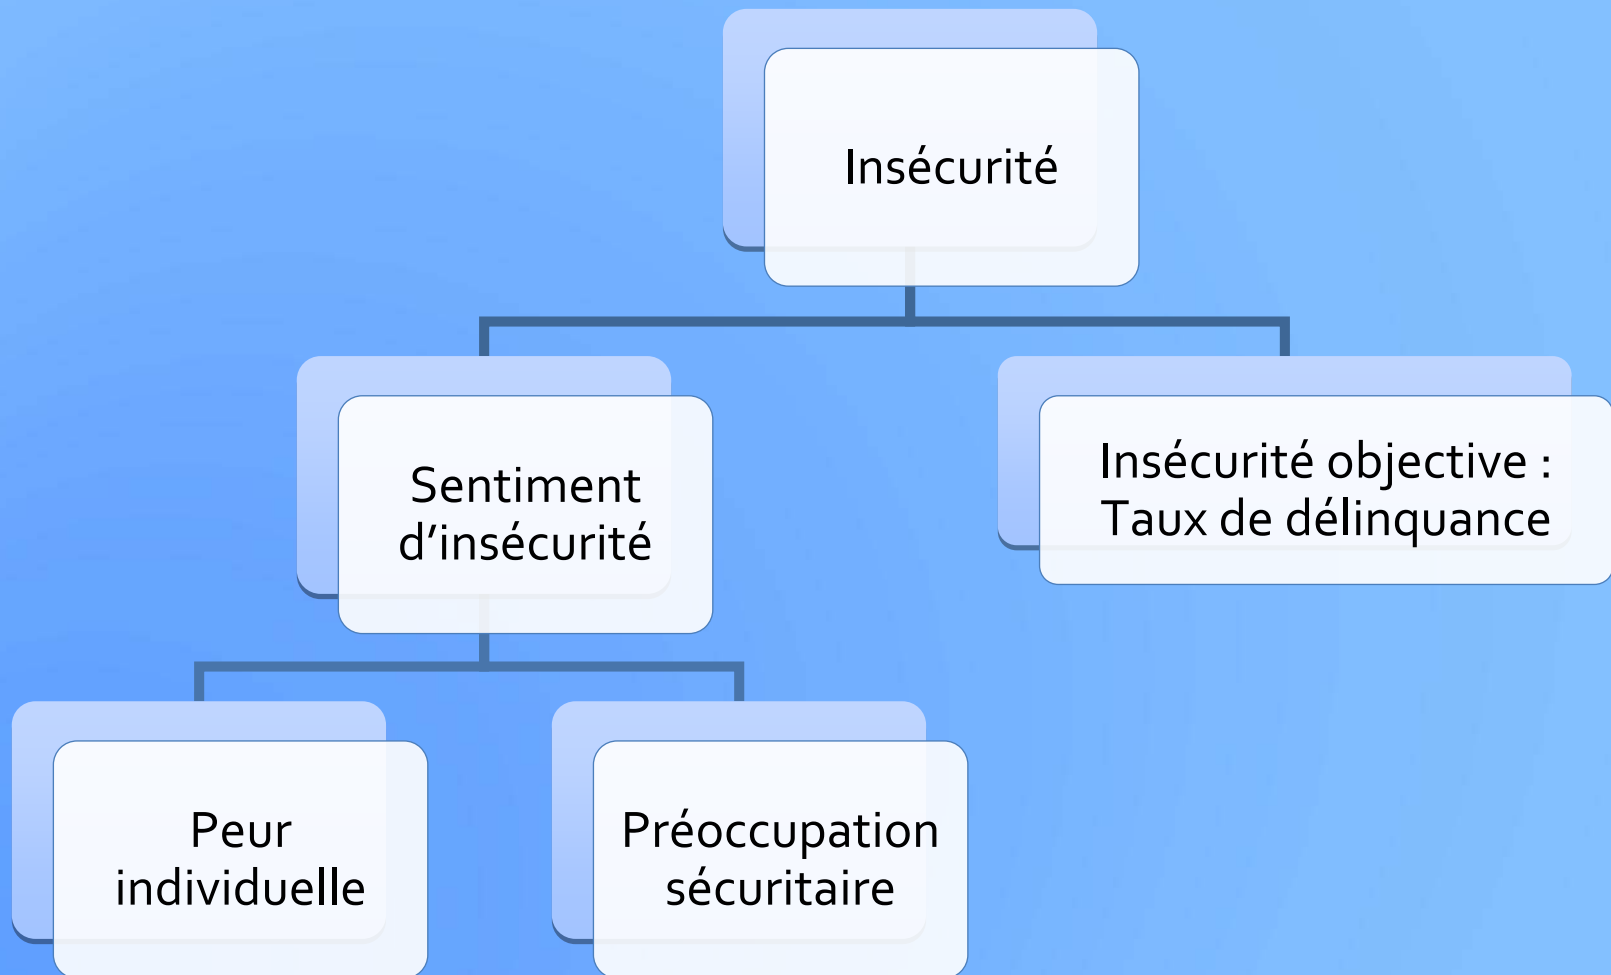 Insécurité
Sentiment
d’insécurité
Insécurité objective :
Taux de délinquance
Peur
individuelle
Préoccupation
sécuritaire